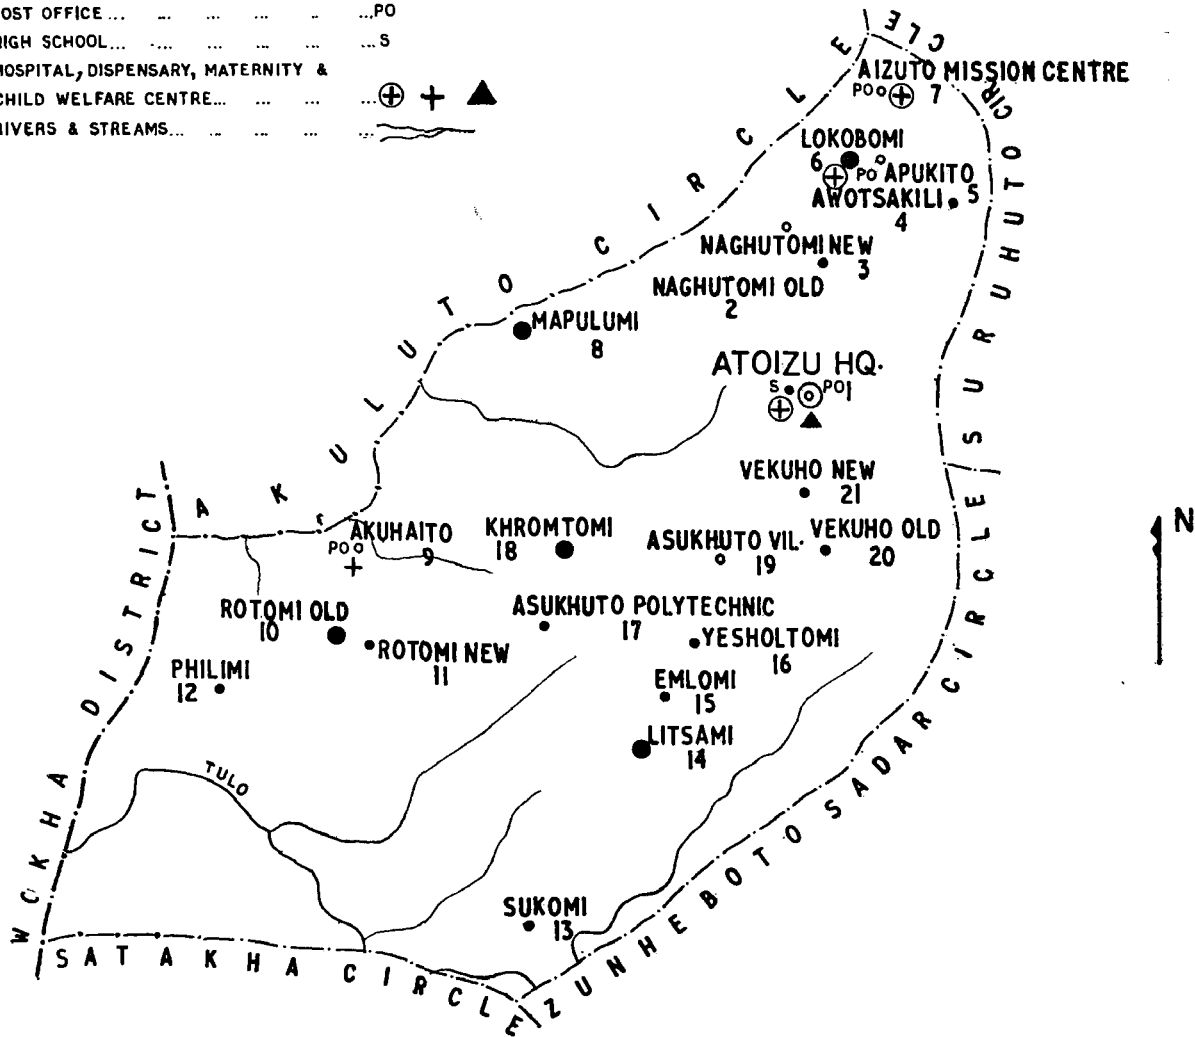 OST OFFICE... ... ... ... .. ...PO
IGH SCHOOL... .... ... ... ... ...S
HOSPITAL, DISPENSARY, MATERNITY &
CHILD WELFARE CENTRE... ... ... ...
RIVERS & STREAMS... .. ... ... ...
AKULUTO CIRCLE
SURUHUTO CIRCLE
AIZUTO MISSION CENTRE
PO
7
LOKOBOMI
6
PO APUKITO
5
AWOTSAKILI
4
NAGHUTOMI NEW
3
NAGHUTOMI OLD
2
MAPULUMI
8
ATOIZU HQ.
S PO 1
VEKUHO NEW
21
AKUHAITO
PO
9
KHROMTOMI
18
ASUKHUTO VIL.
19
VEKUHO OLD
20
N
ROTOMI OLD
10
ROTOMI NEW
11
ASUKHUTO POLYTECHNIC
17
YESHOLTOMI
16
PHILIMI
12
EMLOMI
15
LITSAMI
14
TULO
SUKOMI
13
WOKHA DISTRICT
SATAKHA CIRCLE
ZUNHEBOTO SADAR CIRCLE